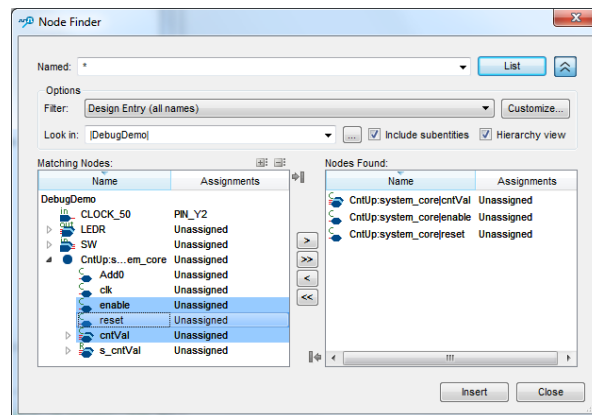 Node Finder
Named: * List
Options
Filter: Design Entry (all names) Customize...
Look in: |DebugDemo| ... Include subentities Hierarchy view
Matching Nodes: Nodes Found:
Name Assignments Name Assignments
DebugDemo
CntUp:system_core|cntVal Unassigned
CLOCK_50 PIN_Y2
CntUp:system_core|enable Unassigned
LEDR Unassigned
CntUp:system_core|reset Unassigned
SW Unassigned
CntUp:s...em_core Unassigned
Add0 Unassigned
clk Unassigned
enable Unassigned
reset Unassigned
cntVal Unassigned
s_cntVal Unassigned
>
>>
<
<<
Insert Close